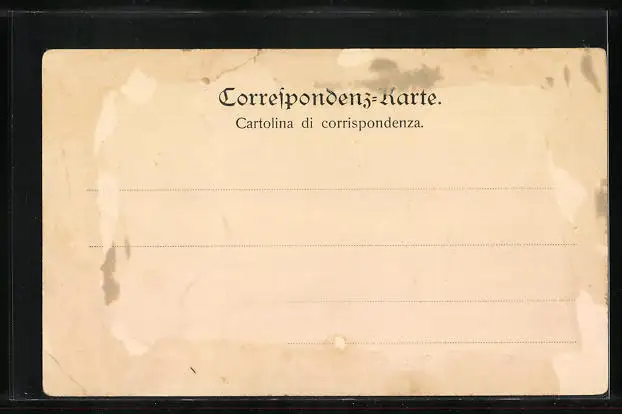 Correſpondenz-Karte.
Cartolina di corrispondenza.